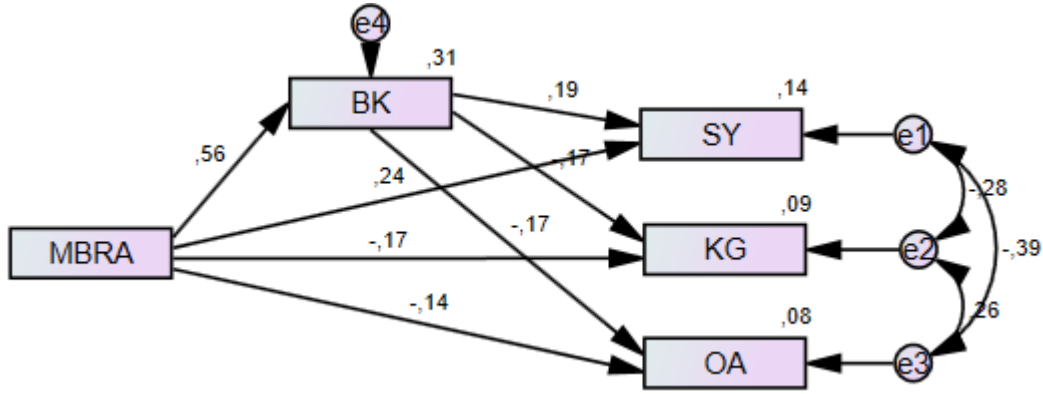 e4
,31
BK
,19
,14
SY
e1
,56
,24
-,17
-,28
MBRA
-,17
-,17
,09
KG
e2
-,39
-,14
,08
OA
,26
e3